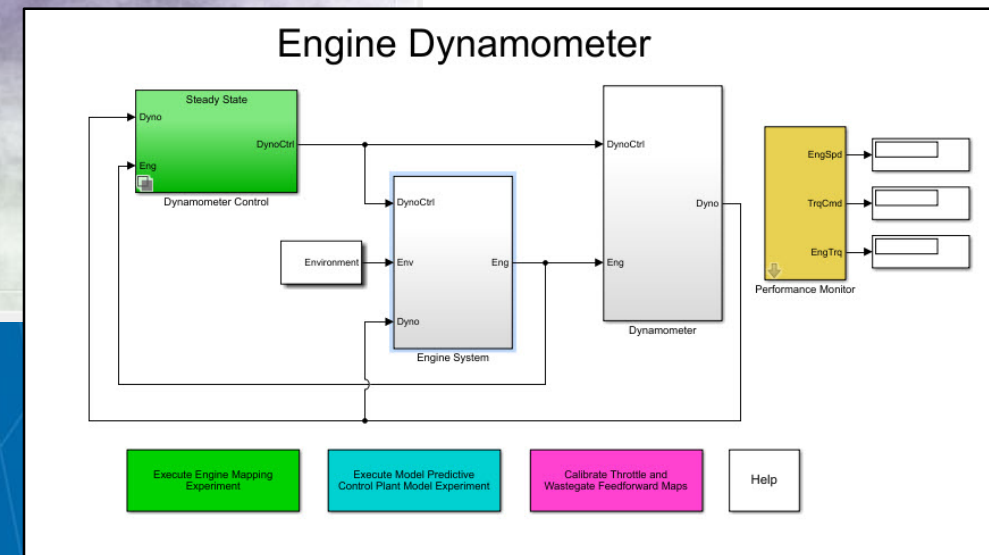 Engine Dynamometer
Steady State
Dyno
DynoCtrl
Eng
Dynamometer Control
DynoCtrl
Environment
Env
Eng
Dyno
Engine System
DynoCtrl
Dyno
Eng
Dynamometer
EngSpd
TrqCmd
EngTrq
Performance Monitor
Execute Engine Mapping
Experiment
Execute Model Predictive
Control Plant Model Experiment
Calibrate Throttle and
Wastegate Feedforward Maps
Help